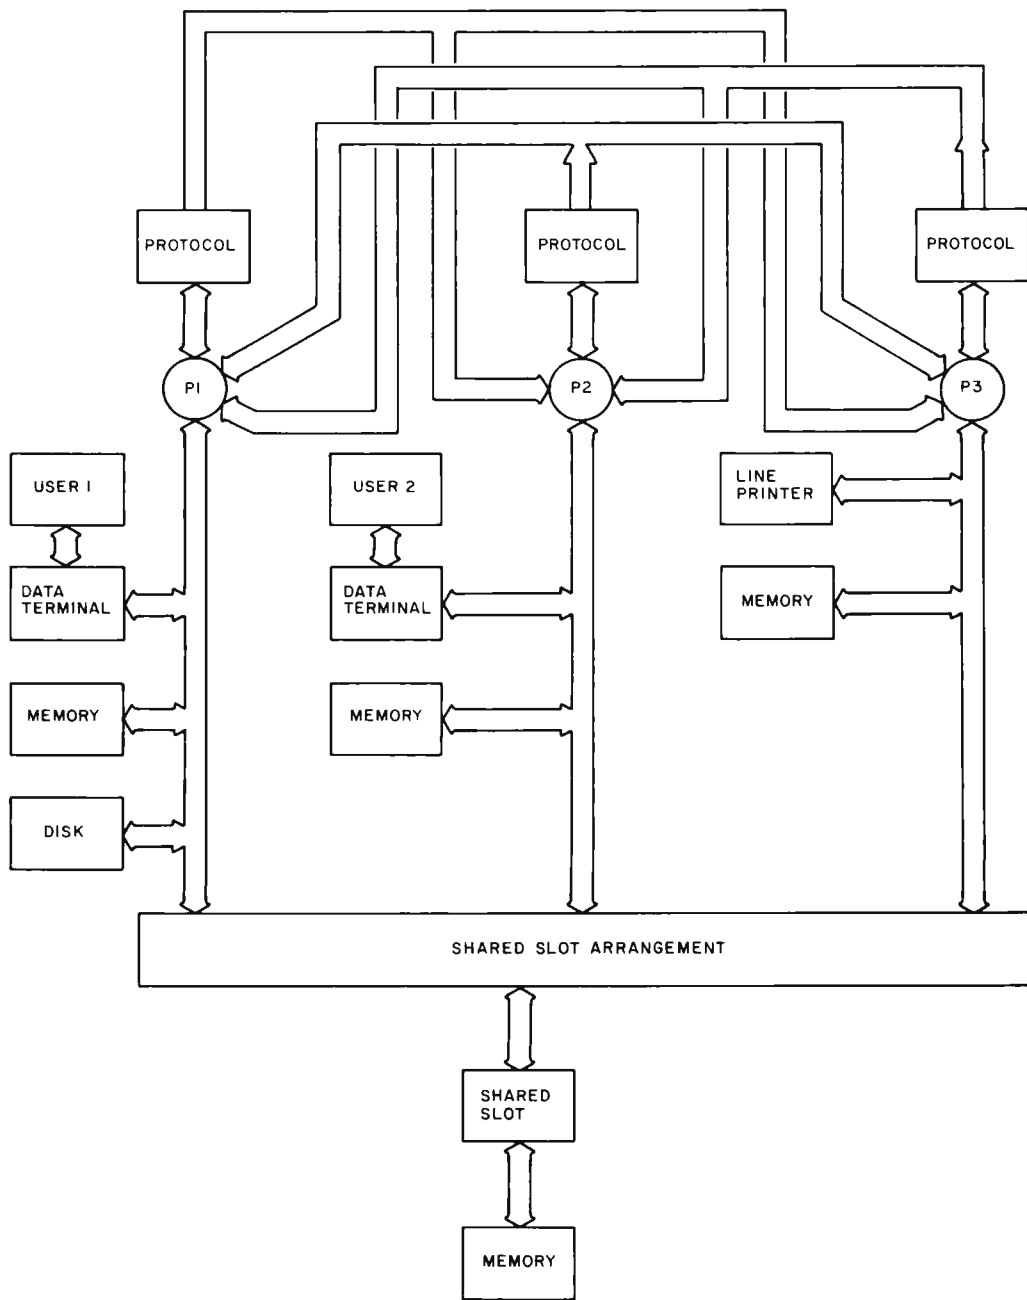 PROTOCOL
PROTOCOL
PROTOCOL
P1
P2
P3
USER 1
USER 2
LINE
PRINTER
DATA
TERMINAL
DATA
TERMINAL
MEMORY
MEMORY
MEMORY
DISK
SHARED SLOT ARRANGEMENT
SHARED
SLOT
MEMORY